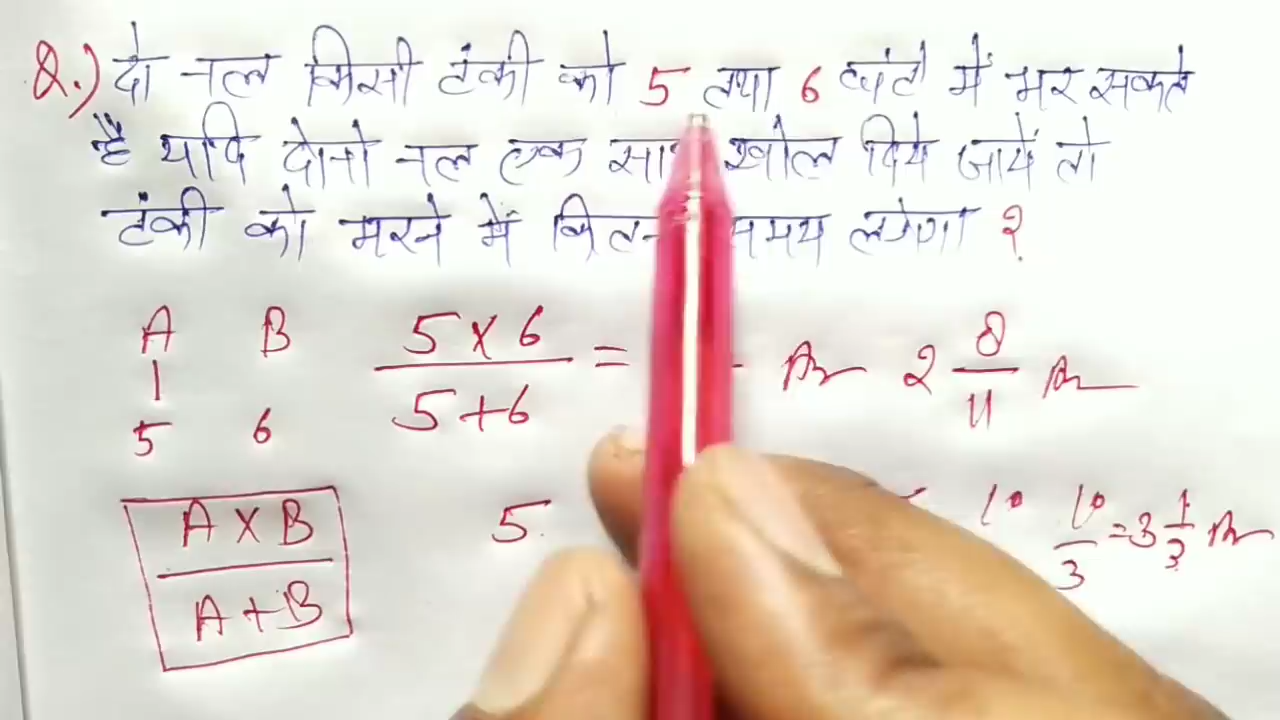 Q.) दो नल किसी टंकी को 5 तथा 6 घंटो में भर सकते
है यदि दोनो नल एक साथ खोल दिये जायें तो
टंकी को भरने में समय लगेगा ?
A B 5 × 6 = hr 2 8/11 hr
5 6 5+6
A × B 5 10 10/3 = 3 1/3 hr
A + B